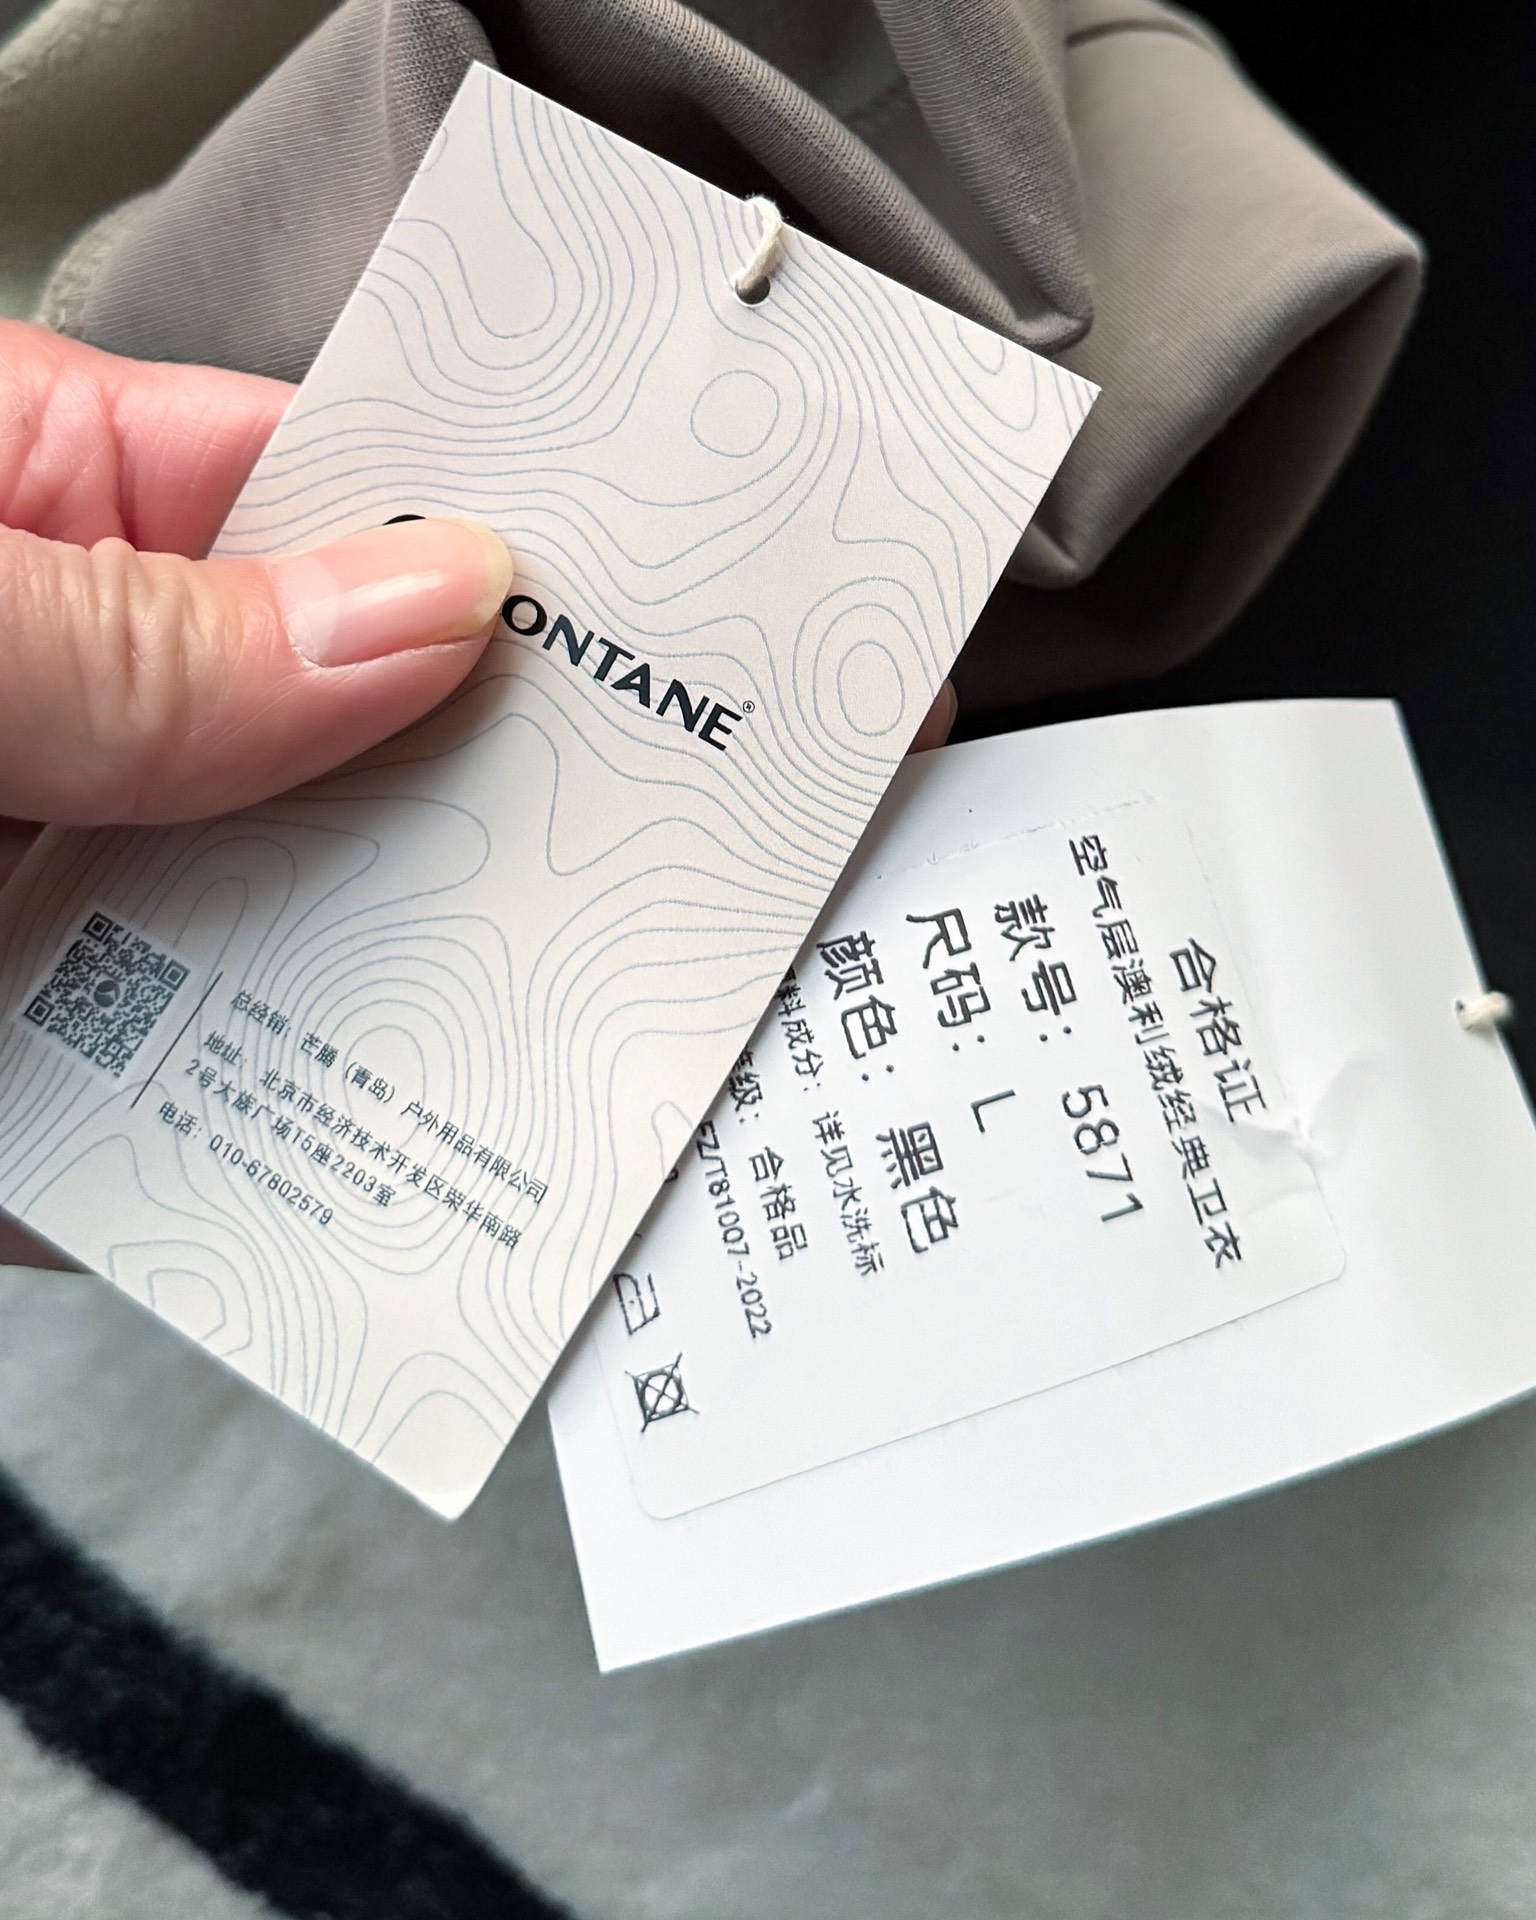 ONTANE®
总经销：芒腾（青岛）户外用品有限公司
地址：北京市经济技术开发区荣华南路
2号大族广场T5座2203室
电话：010-67802579
合格证
空气层澳利绒经典卫衣
款号：5871
尺码：L
颜色：黑色
料成分：详见水洗标
等级：合格品
FZ/T81007-2022